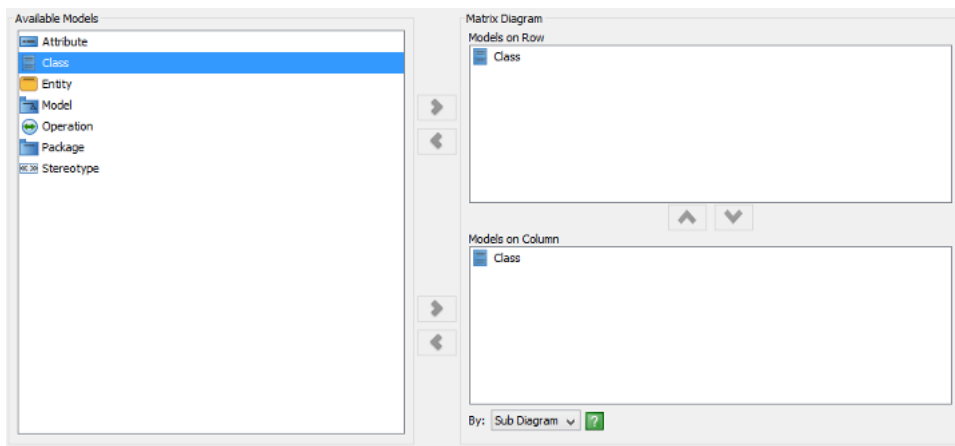 Available Models
Attribute
Class
Entity
Model
Operation
Package
«» Stereotype
Matrix Diagram
Models on Row
Class
Models on Column
Class
By: Sub Diagram ?